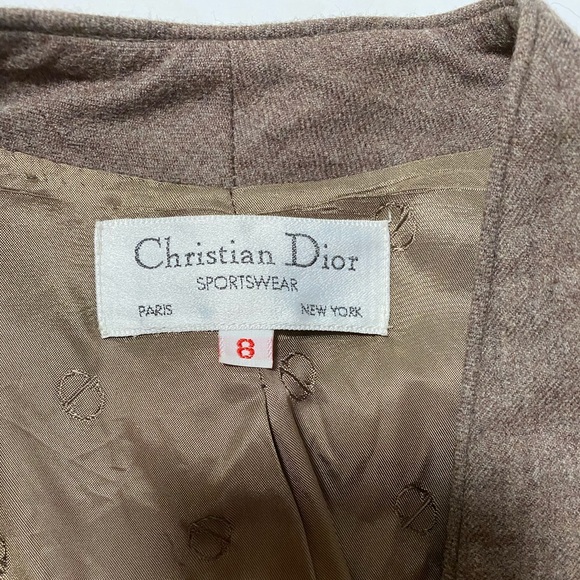 Christian Dior
SPORTSWEAR
PARIS NEW YORK
8